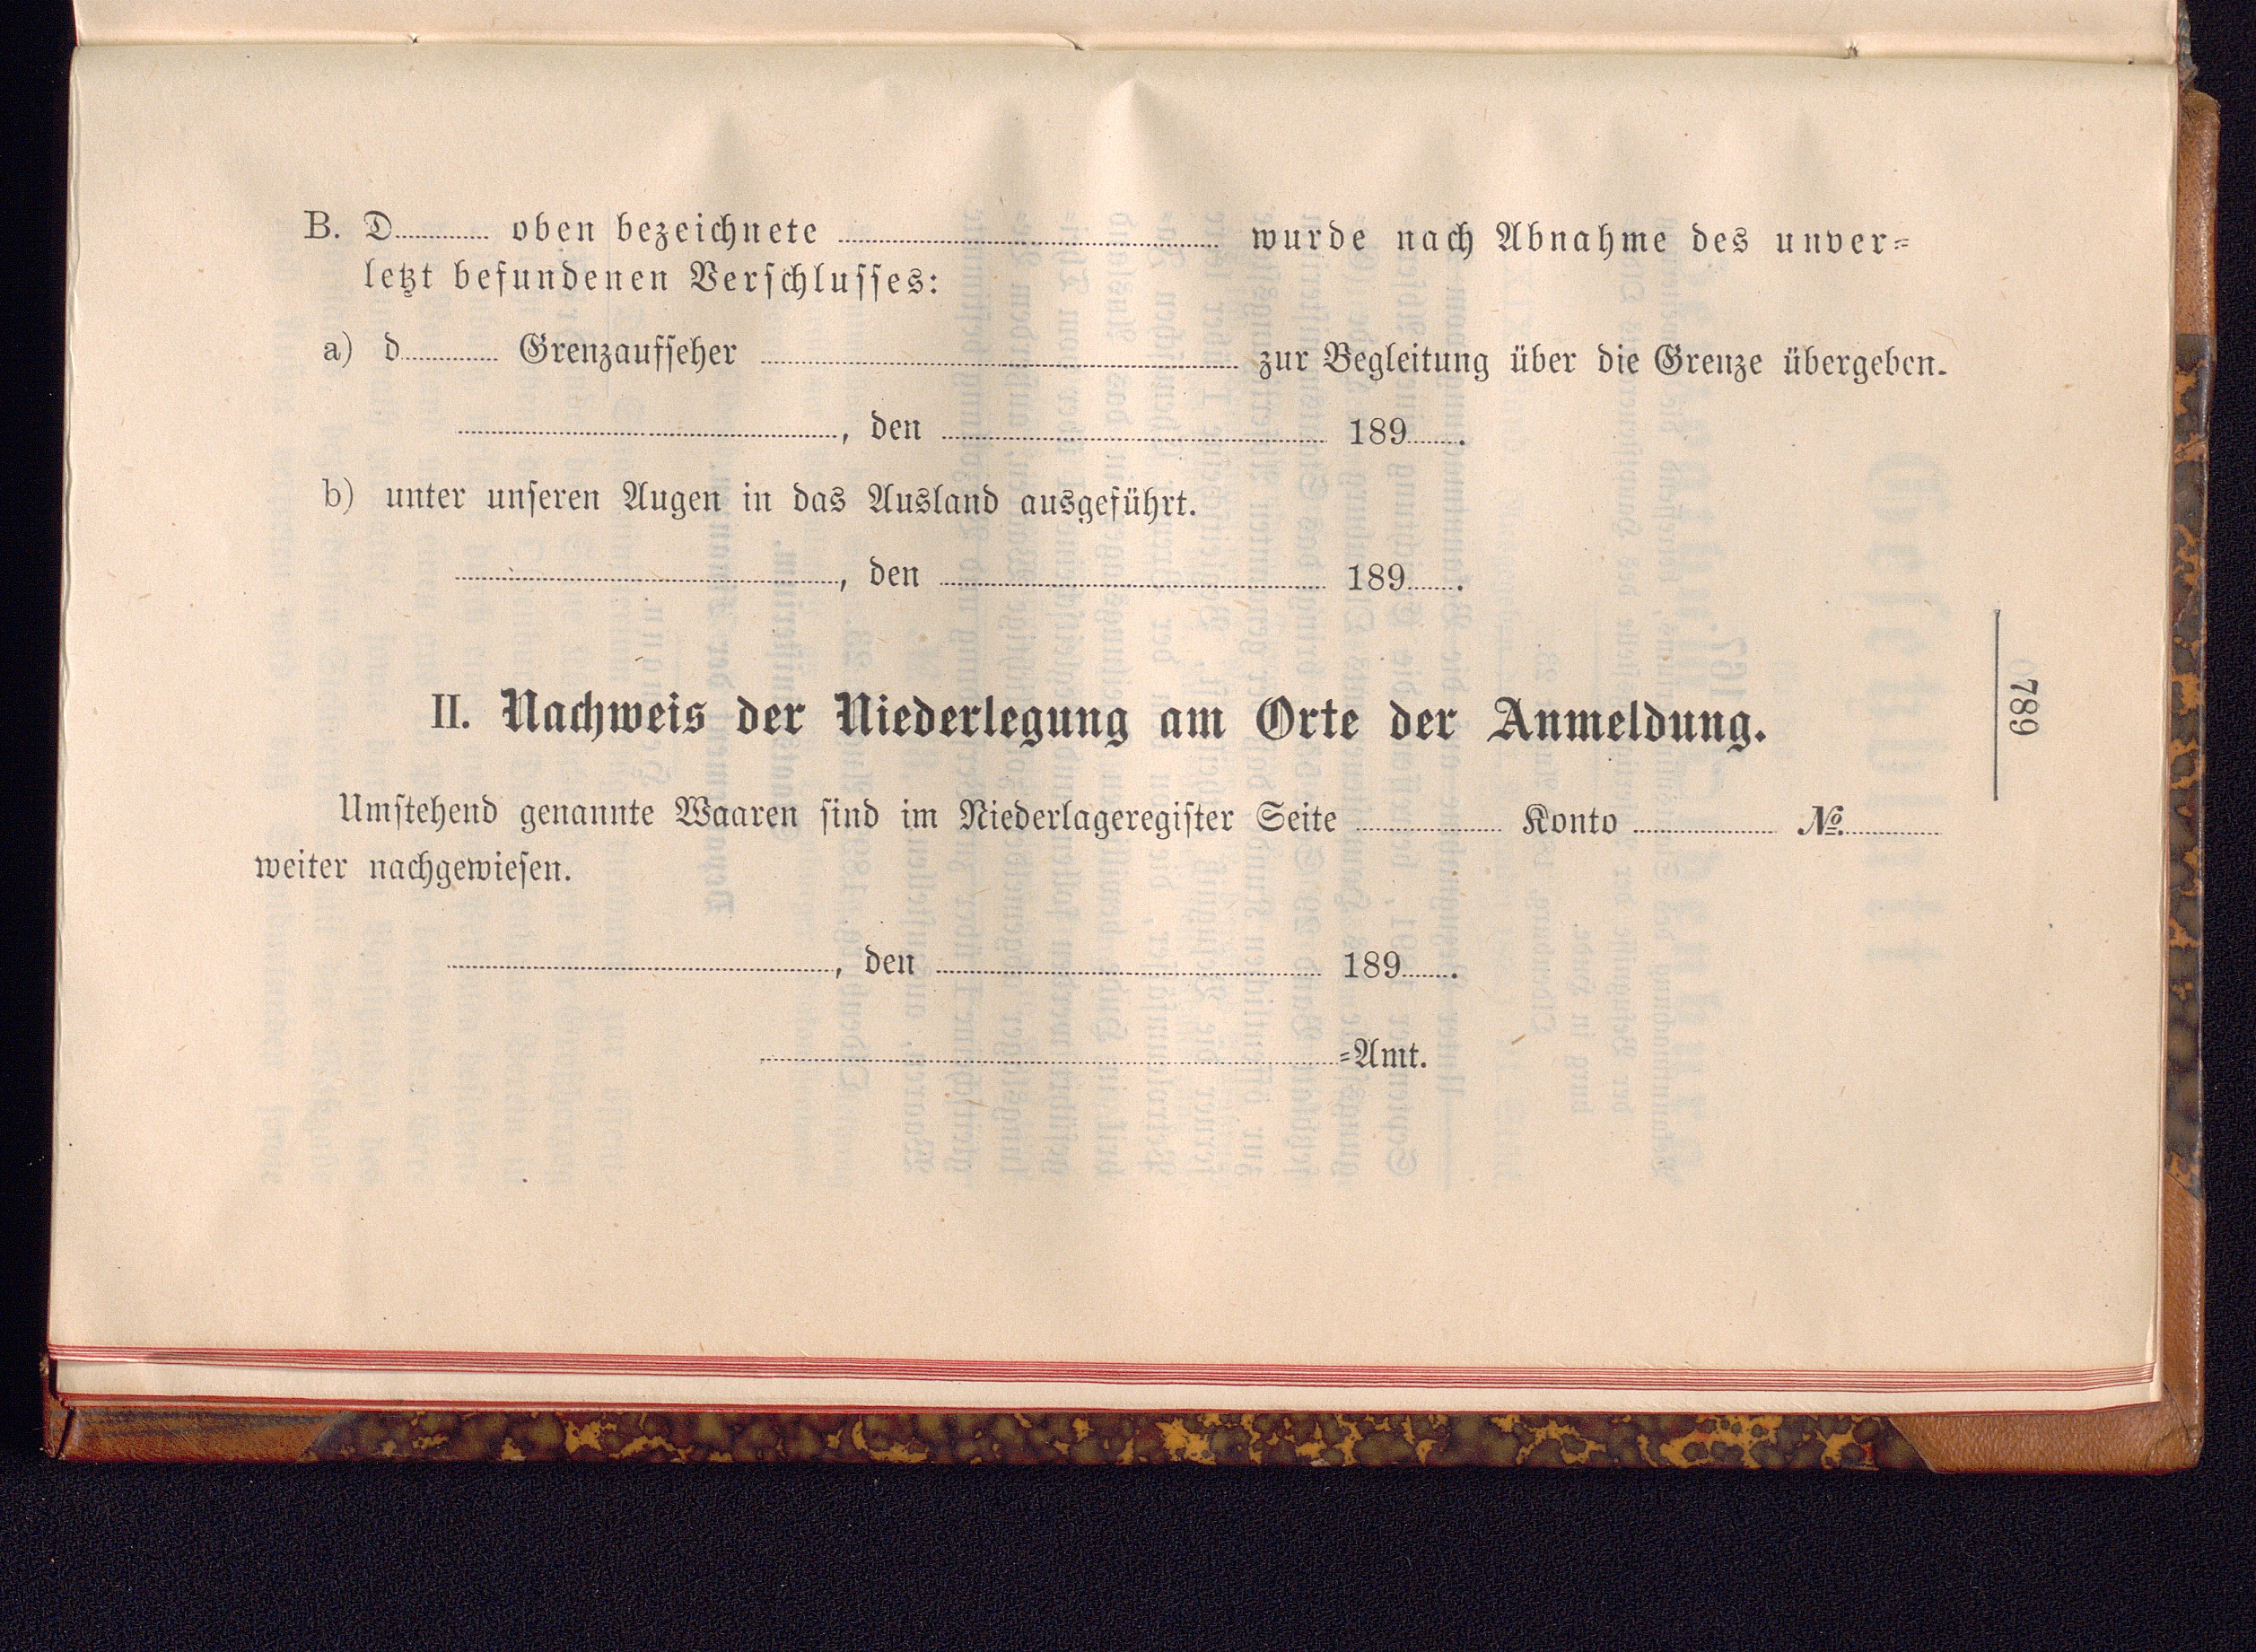 B. D............ oben bezeichnete ................................ wurde nach Abnahme des unver=
letzt befundenen Verschlusses:
a) d............ Grenzaufseher ................................ zur Begleitung über die Grenze übergeben.
................................, den ................................ 189.......
b) unter unseren Augen in das Ausland ausgeführt.
................................, den ................................ 189.......
II. Nachweis der Niederlegung am Orte der Anmeldung.
Umstehend genannte Waaren sind im Niederlageregister Seite ............ Konto ............ №............
weiter nachgewiesen.
................................, den ................................ 189.......
................................=Amt.
789